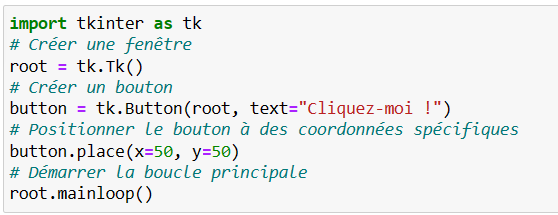 import tkinter as tk
# Créer une fenêtre
root = tk.Tk()
# Créer un bouton
button = tk.Button(root, text="Cliquez-moi !")
# Positionner le bouton à des coordonnées spécifiques
button.place(x=50, y=50)
# Démarrer la boucle principale
root.mainloop()